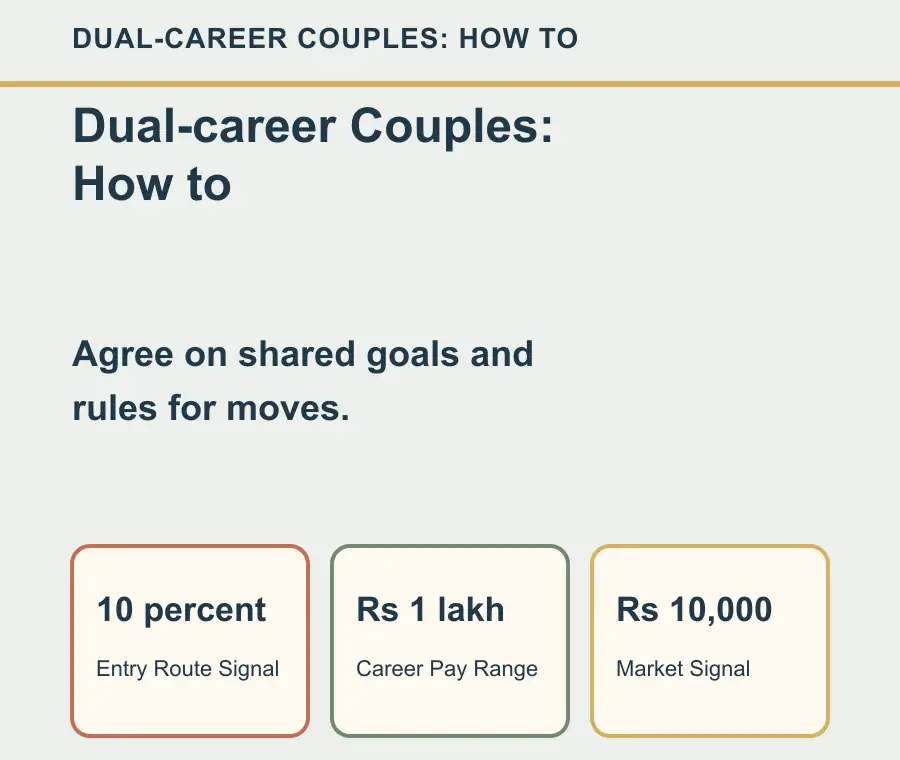 DUAL-CAREER COUPLES: HOW TO
Dual-career Couples:
How to
Agree on shared goals and
rules for moves.
10 percent
Entry Route Signal
Rs 1 lakh
Career Pay Range
Rs 10,000
Market Signal